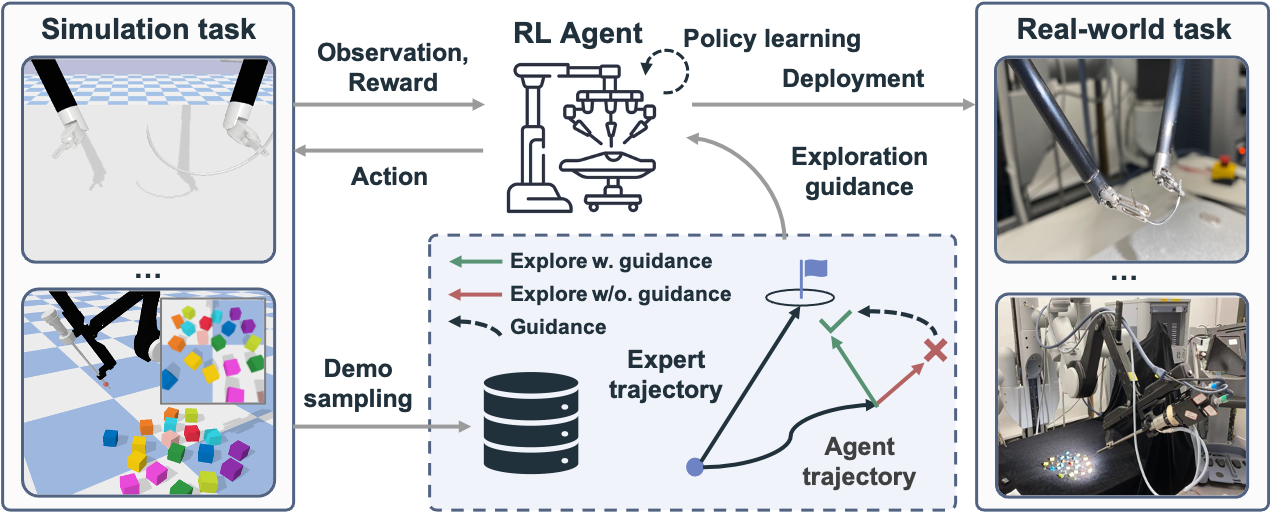 Simulation task
...
Observation,
Reward
Action
Demo
sampling
RL Agent
Policy learning
Deployment
Exploration
guidance
Explore w. guidance
Explore w/o. guidance
Guidance
Expert
trajectory
Agent
trajectory
Real-world task
...